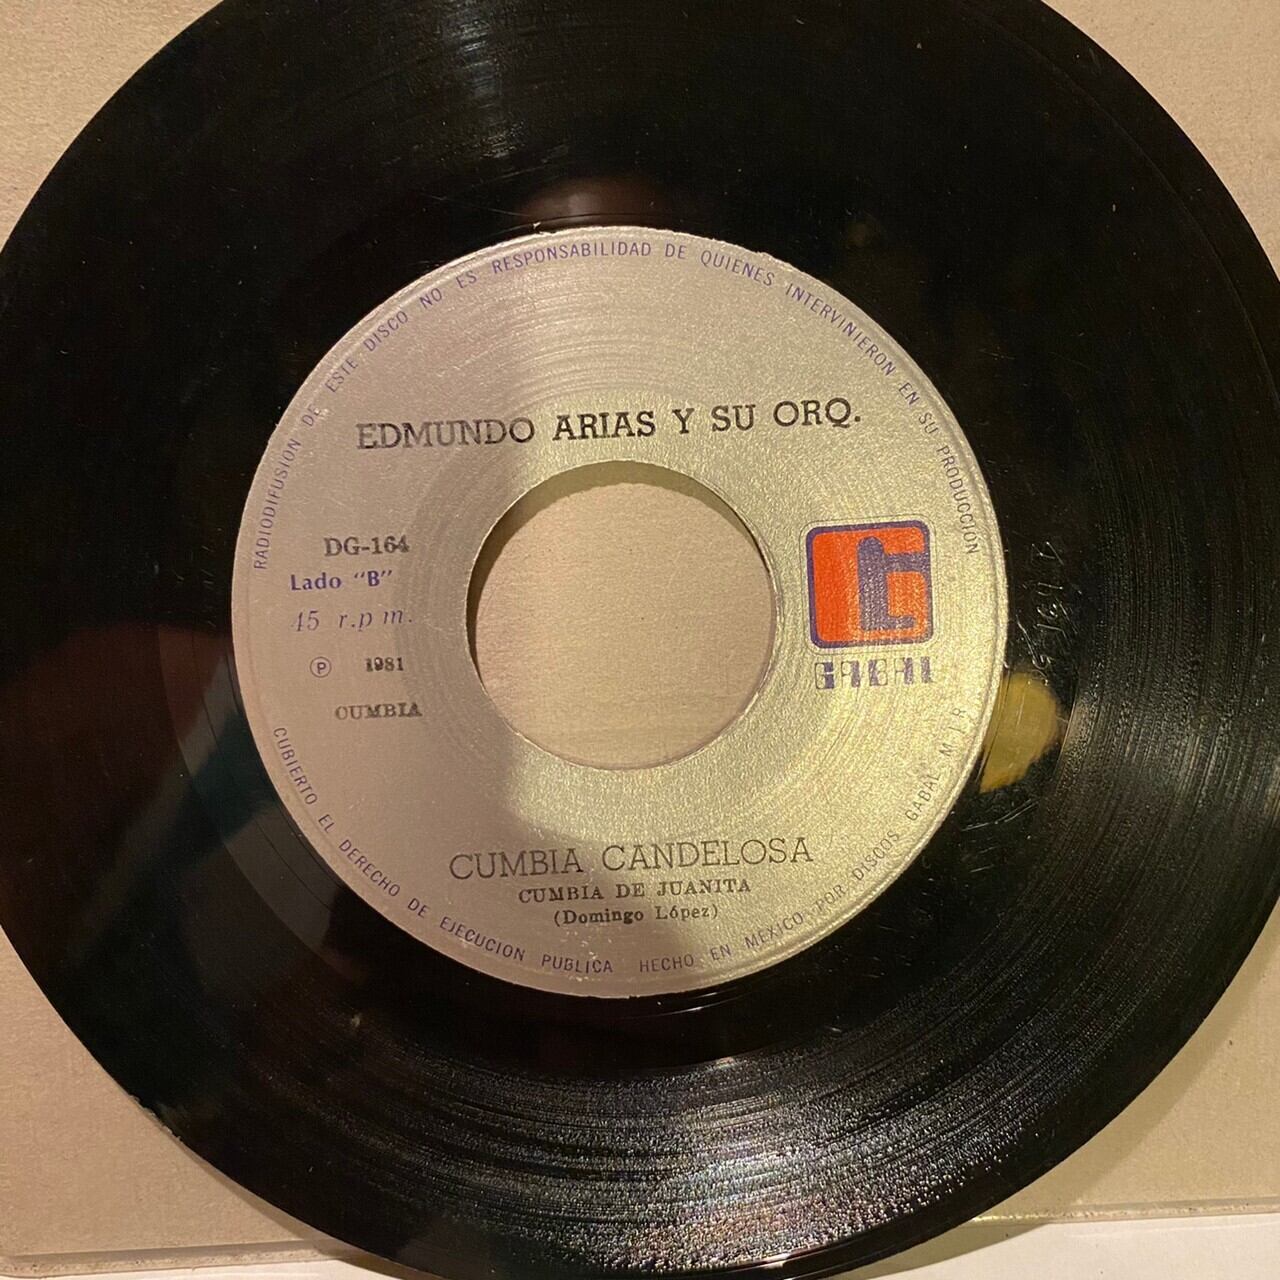 RADIODIFUSION DE ESTE DISCO NO ES RESPONSABILIDAD DE QUIENES INTERVINIERON EN SU PRODUCCION
EDMUNDO ARIAS Y SU ORQ.
DG-164
Lado "B"
45 r.p.m.
Ⓟ 1981
CUMBIA
GABAL
CUMBIA CANDELOSA
CUMBIA DE JUANITA
(Domingo López)
CUBIERTO EL DERECHO DE EJECUCION PUBLICA HECHO EN MEXICO POR DISCOS GABAL M.I.R.